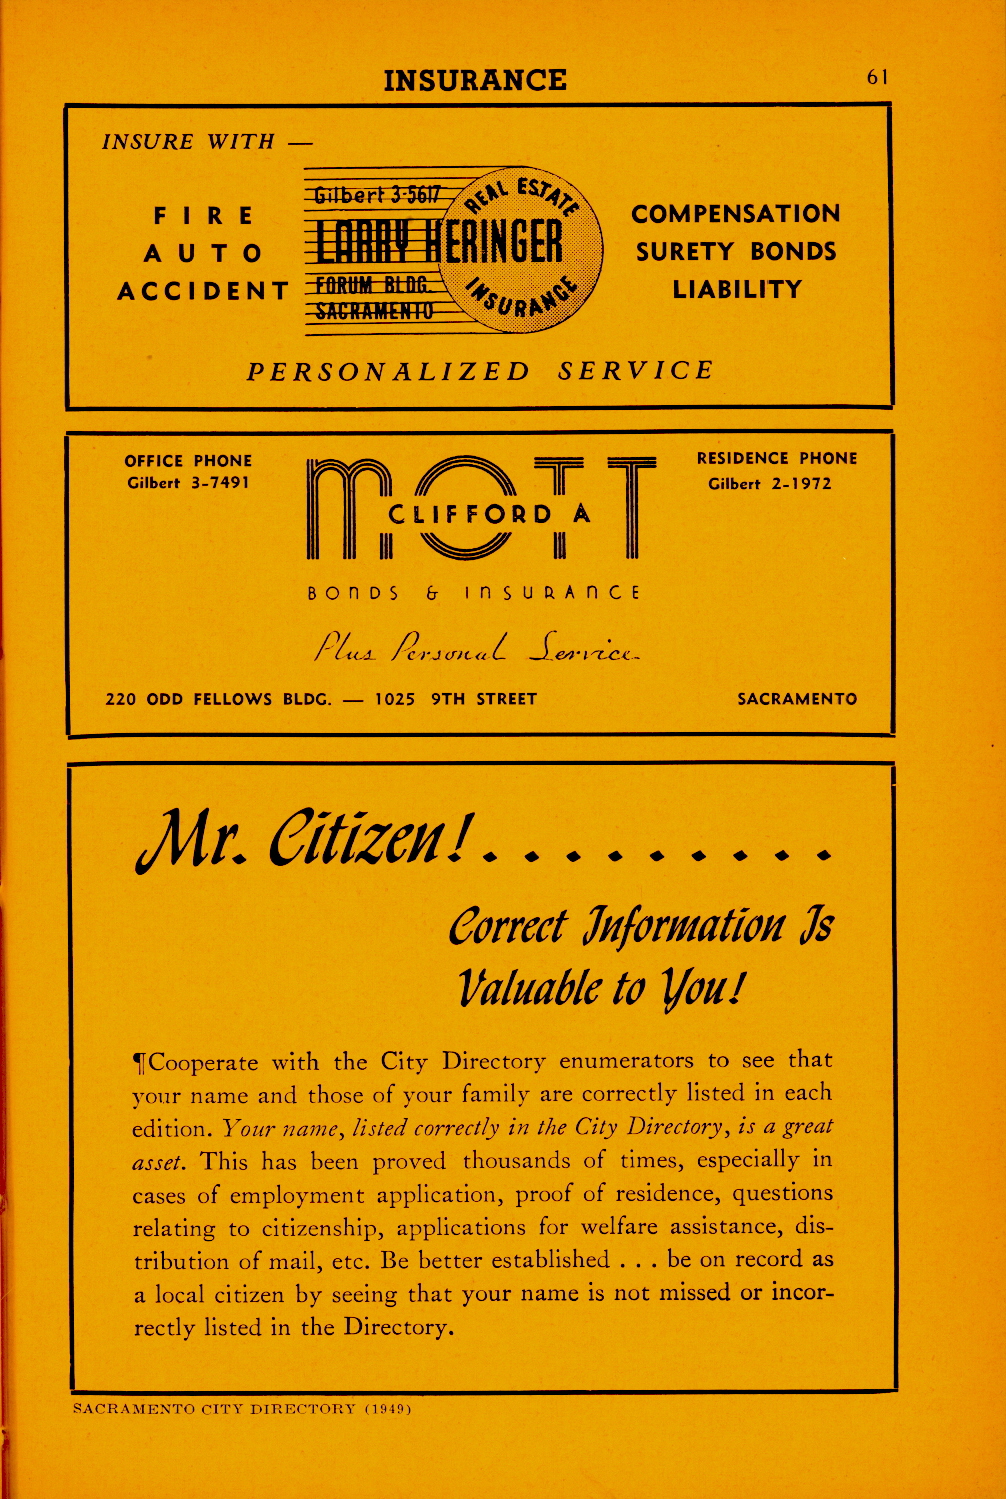 INSURANCE
61
INSURE WITH —
FIRE
AUTO
ACCIDENT
Gilbert 3-5617
LARRY HERINGER
FORUM BLDG.
SACRAMENTO
REAL ESTATE
INSURANCE
COMPENSATION
SURETY BONDS
LIABILITY
PERSONALIZED SERVICE
OFFICE PHONE
Gilbert 3-7491
MOTT
CLIFFORD A
RESIDENCE PHONE
Gilbert 2-1972
BONDS & INSURANCE
Plus Personal Service
220 ODD FELLOWS BLDG. — 1025 9TH STREET
SACRAMENTO
Mr. Citizen! . . . . . . . . .
Correct Information Is
Valuable to You!
¶Cooperate with the City Directory enumerators to see that
your name and those of your family are correctly listed in each
edition. Your name, listed correctly in the City Directory, is a great
asset. This has been proved thousands of times, especially in
cases of employment application, proof of residence, questions
relating to citizenship, applications for welfare assistance, dis-
tribution of mail, etc. Be better established . . . be on record as
a local citizen by seeing that your name is not missed or incor-
rectly listed in the Directory.
SACRAMENTO CITY DIRECTORY (1949)